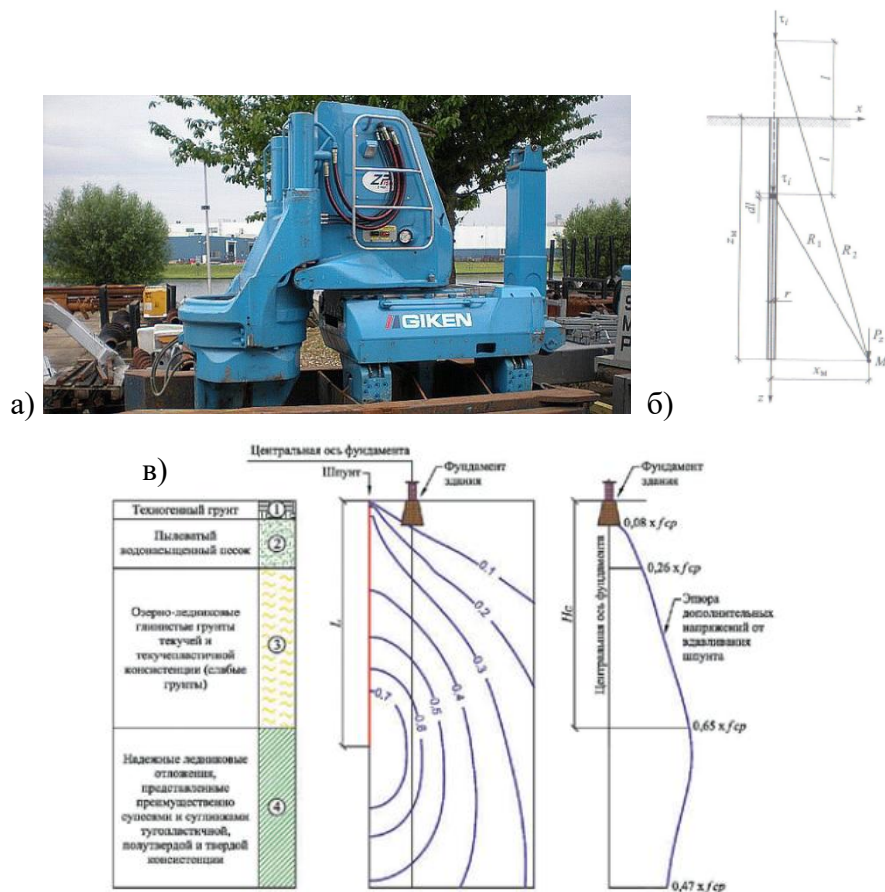 ZP
GIKEN
S
M
P
а)
τᵢ
l
x
l
τᵢ
dl
zм
R₁
R₂
r
Pz
M
xм
z
б)
в)
Центральная ось фундамента
Шпунт
Фундамент
здания
Фундамент
здания
Техногенный грунт
1
Пылеватый
водонасыщенный песок
2
Озерно-ледниковые
глинистые грунты
текучей и
текучепластичной
консистенции (слабые
грунты)
3
Надежные ледниковые
отложения,
представленные
преимущественно
супесями и суглинками
тугопластичной,
полутвердой и твердой
консистенции
4
L
0.1
0.2
0.3
0.4
0.5
0.6
0.7
Центральная ось фундамента
Hc
0,08 x fср
0,26 x fср
Эпюра
дополнительных
напряжений от
вдавливания
шпунта
0,65 x fср
0,47 x fср